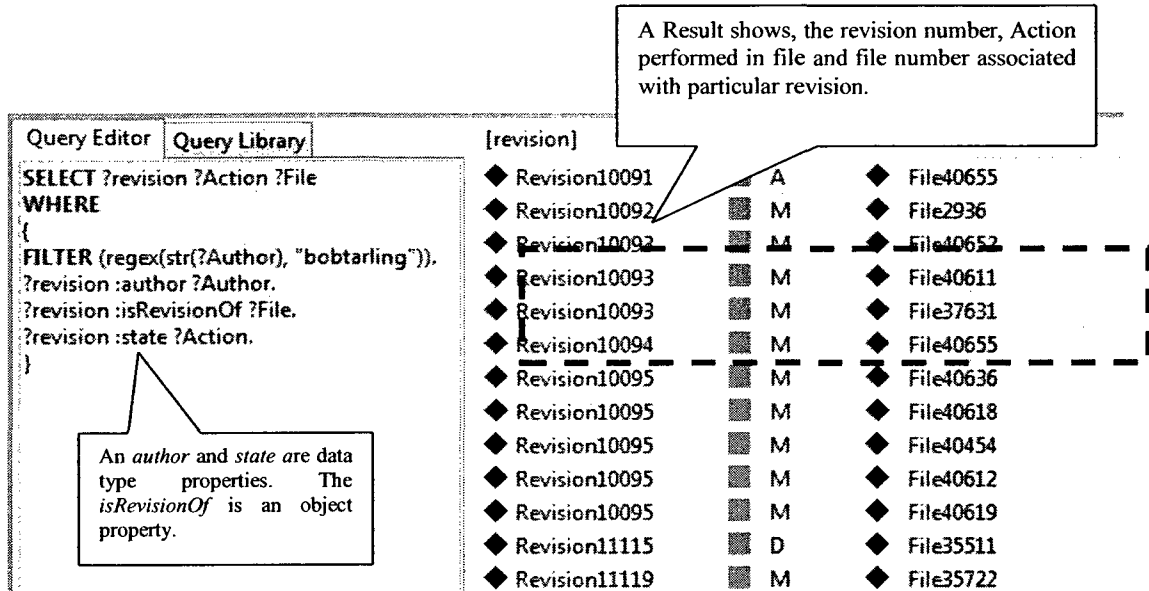 A Result shows, the revision number, Action
performed in file and file number associated
with particular revision.
Query Editor Query Library
SELECT ?revision ?Action ?File
WHERE
{
FILTER (regex(str(?Author), "bobtarling")).
?revision :author ?Author.
?revision :isRevisionOf ?File.
?revision :state ?Action.
}
An author and state are data
type properties. The
isRevisionOf is an object
property.
[revision]
Revision10091 A File40655
Revision10092 M File2936
Revision10093 M File40652
Revision10093 M File40611
Revision10093 M File37631
Revision10094 M File40655
Revision10095 M File40636
Revision10095 M File40618
Revision10095 M File40454
Revision10095 M File40612
Revision10095 M File40619
Revision11115 D File35511
Revision11119 M File35722